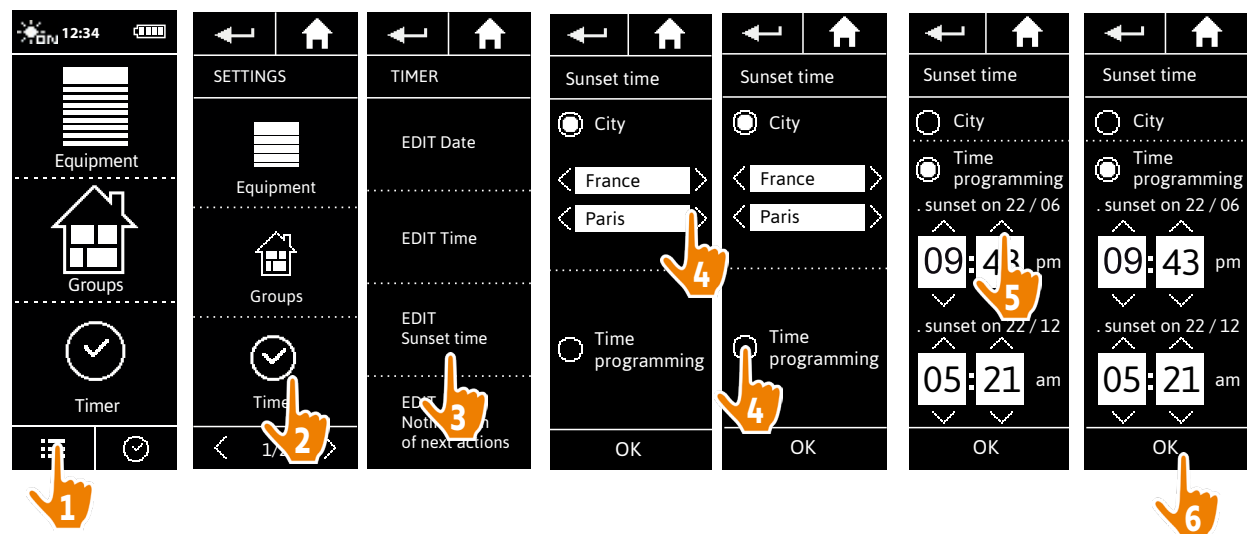 12:34
Equipment
Groups
Timer
1
SETTINGS
Equipment
Groups
2
TIMER
EDIT Date
EDIT Time
EDIT
Sunset time
3
EDIT
of next actions
Sunset time
City
France
Paris
4
Time
programming
OK
Sunset time
City
France
Paris
Time
programming
4
OK
Sunset time
City
Time
programming
. sunset on 22 / 06
09: pm
5
. sunset on 22 / 12
05:21 am
OK
Sunset time
City
Time
programming
. sunset on 22 / 06
09:43 pm
. sunset on 22 / 12
05:21 am
OK
6